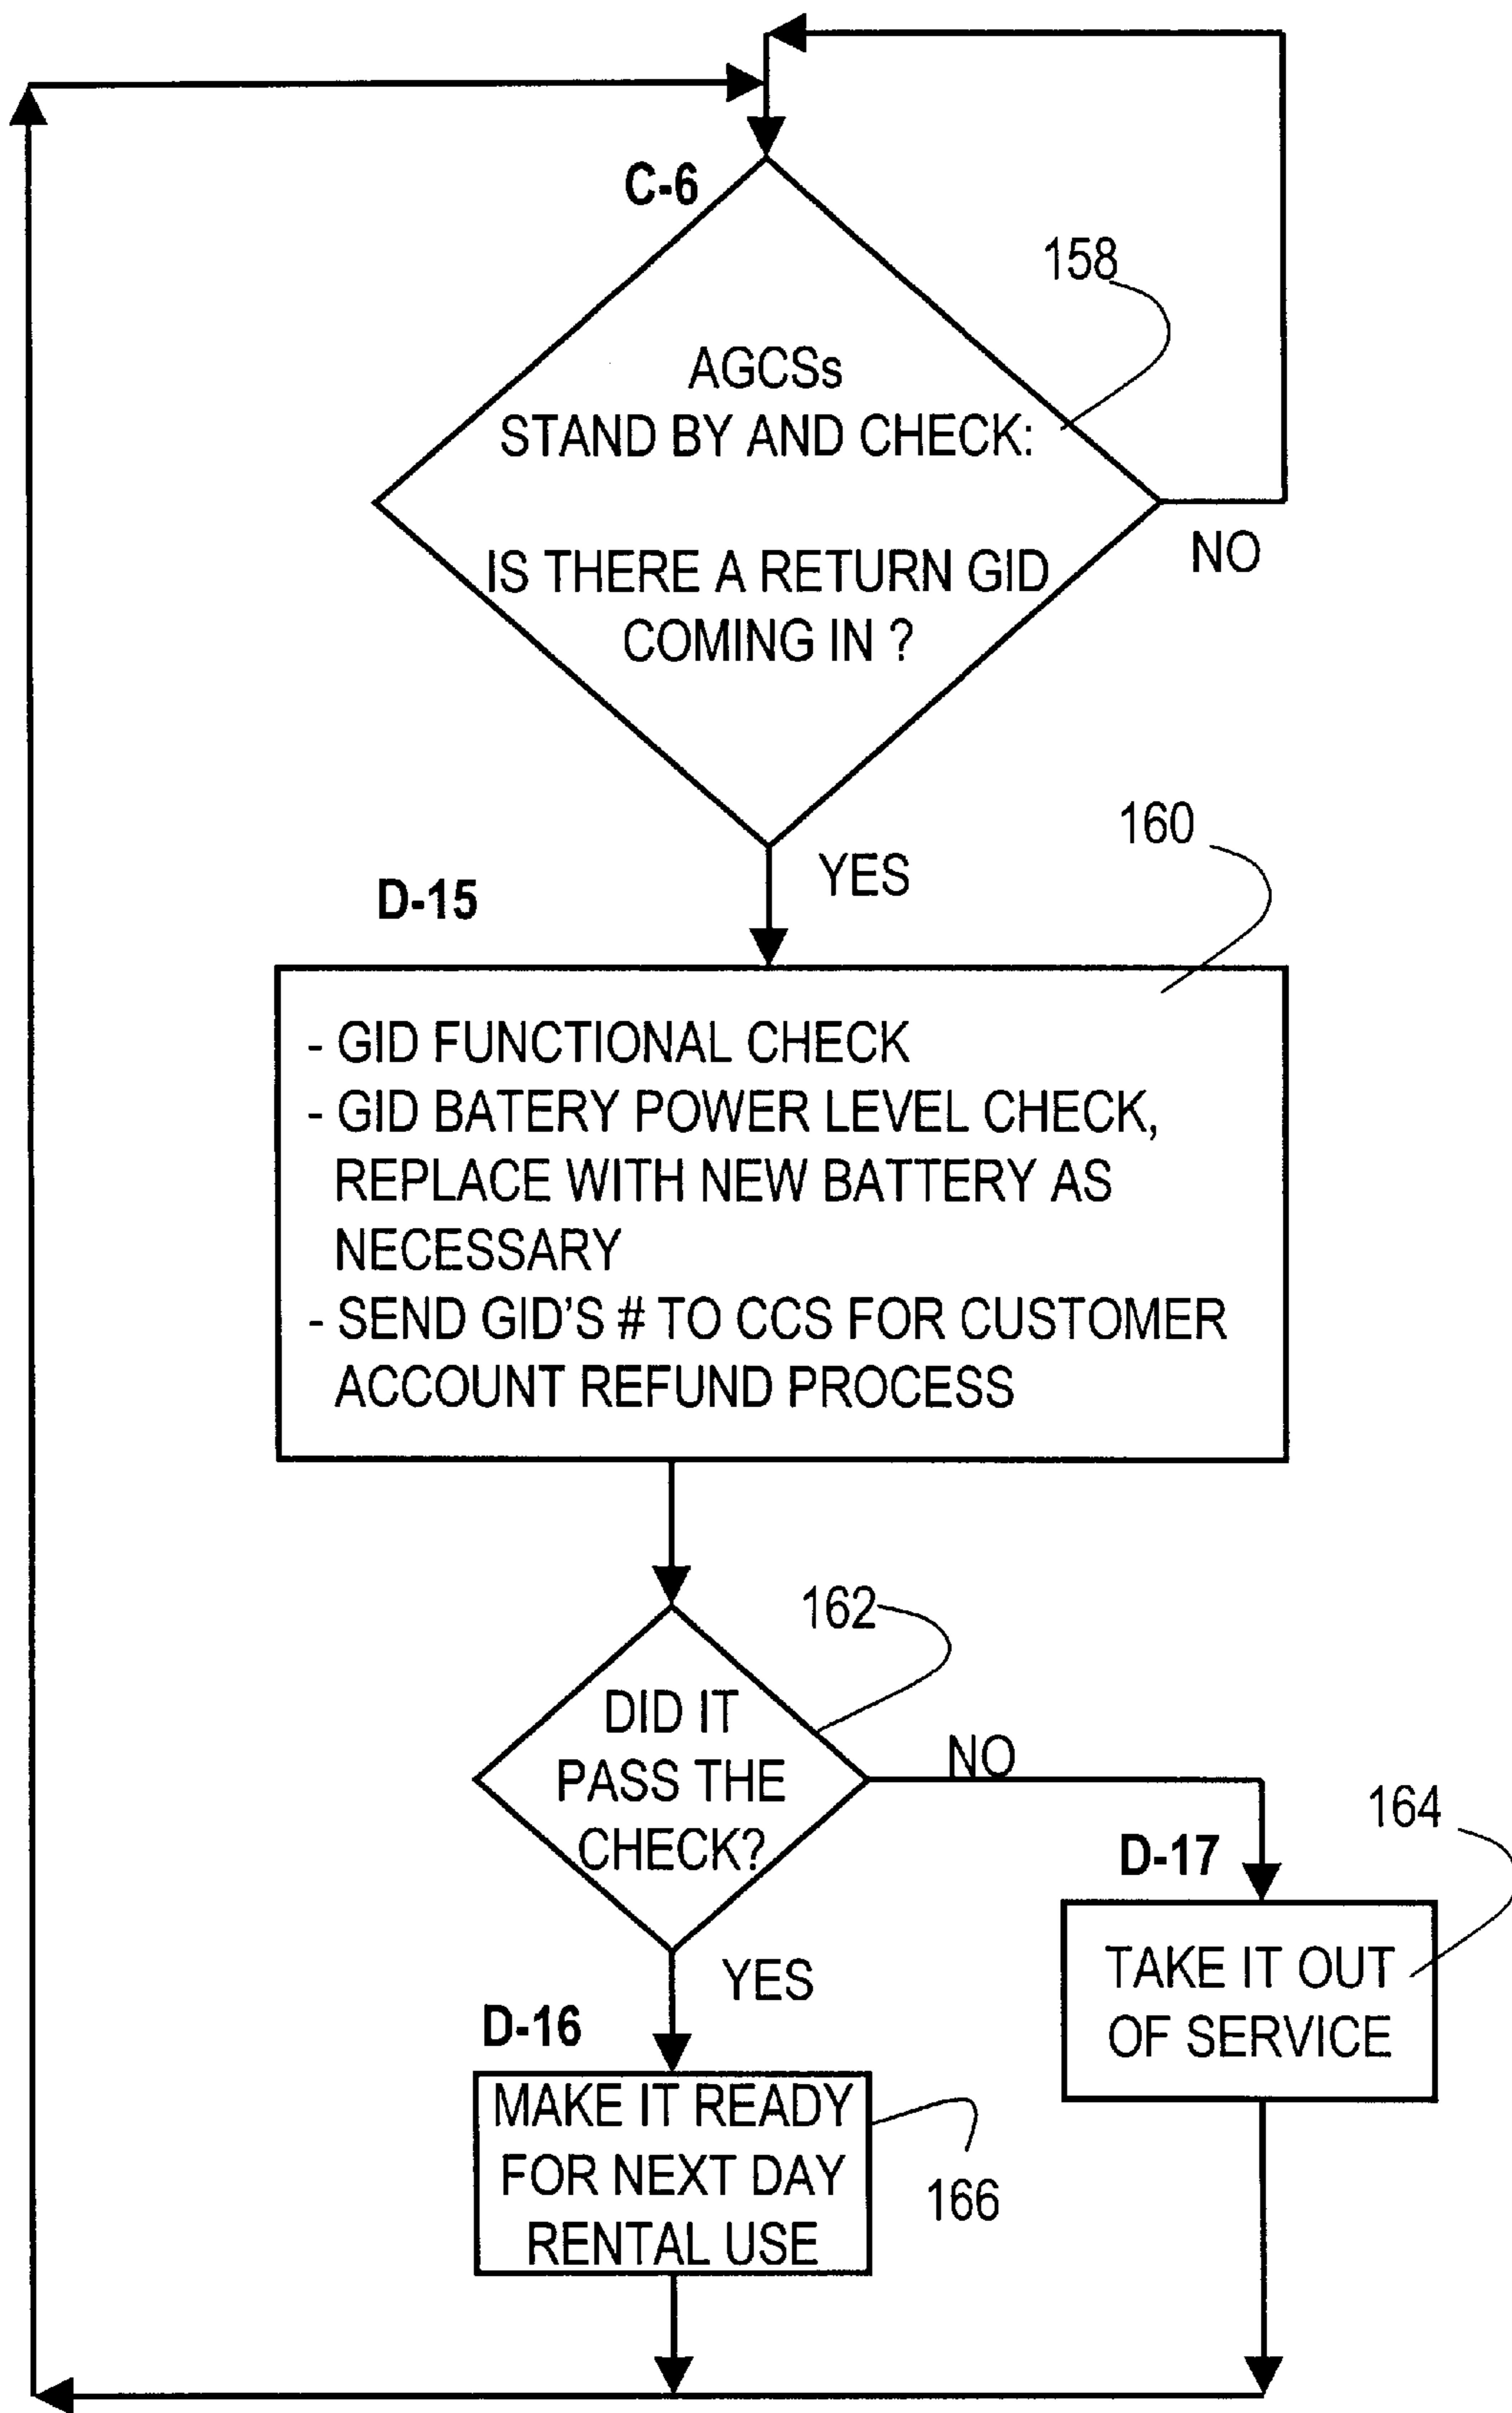 C-6
158
AGCSs
STAND BY AND CHECK:
IS THERE A RETURN GID
COMING IN ?
NO
YES
160
D-15
- GID FUNCTIONAL CHECK
- GID BATERY POWER LEVEL CHECK,
REPLACE WITH NEW BATTERY AS
NECESSARY
- SEND GID'S # TO CCS FOR CUSTOMER
ACCOUNT REFUND PROCESS
162
DID IT
PASS THE
CHECK?
NO
164
D-17
TAKE IT OUT
OF SERVICE
YES
D-16
MAKE IT READY
FOR NEXT DAY
RENTAL USE
166